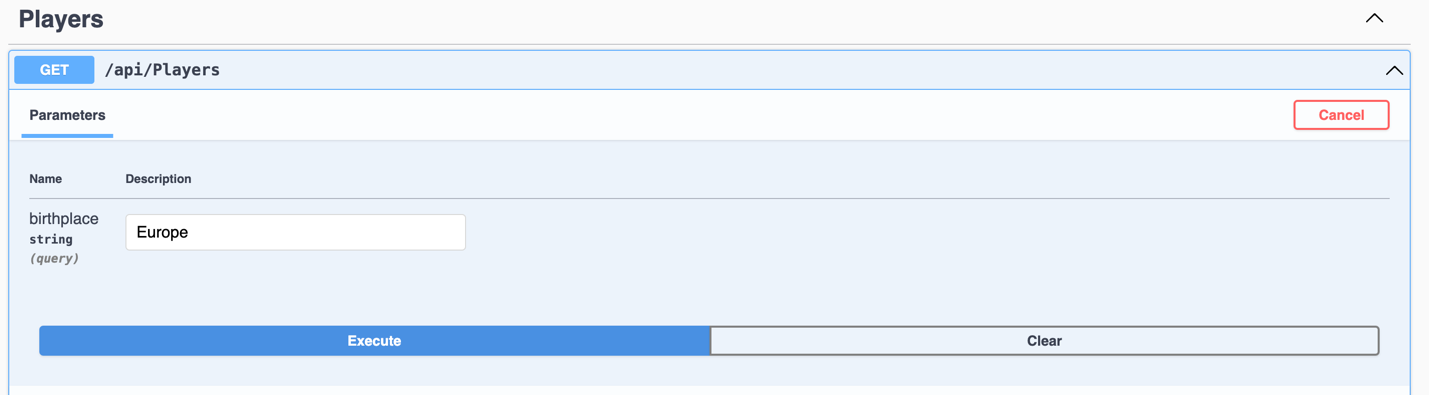 Players
GET /api/Players
Parameters Cancel
Name Description
birthplace
string
(query)
Europe
Execute Clear